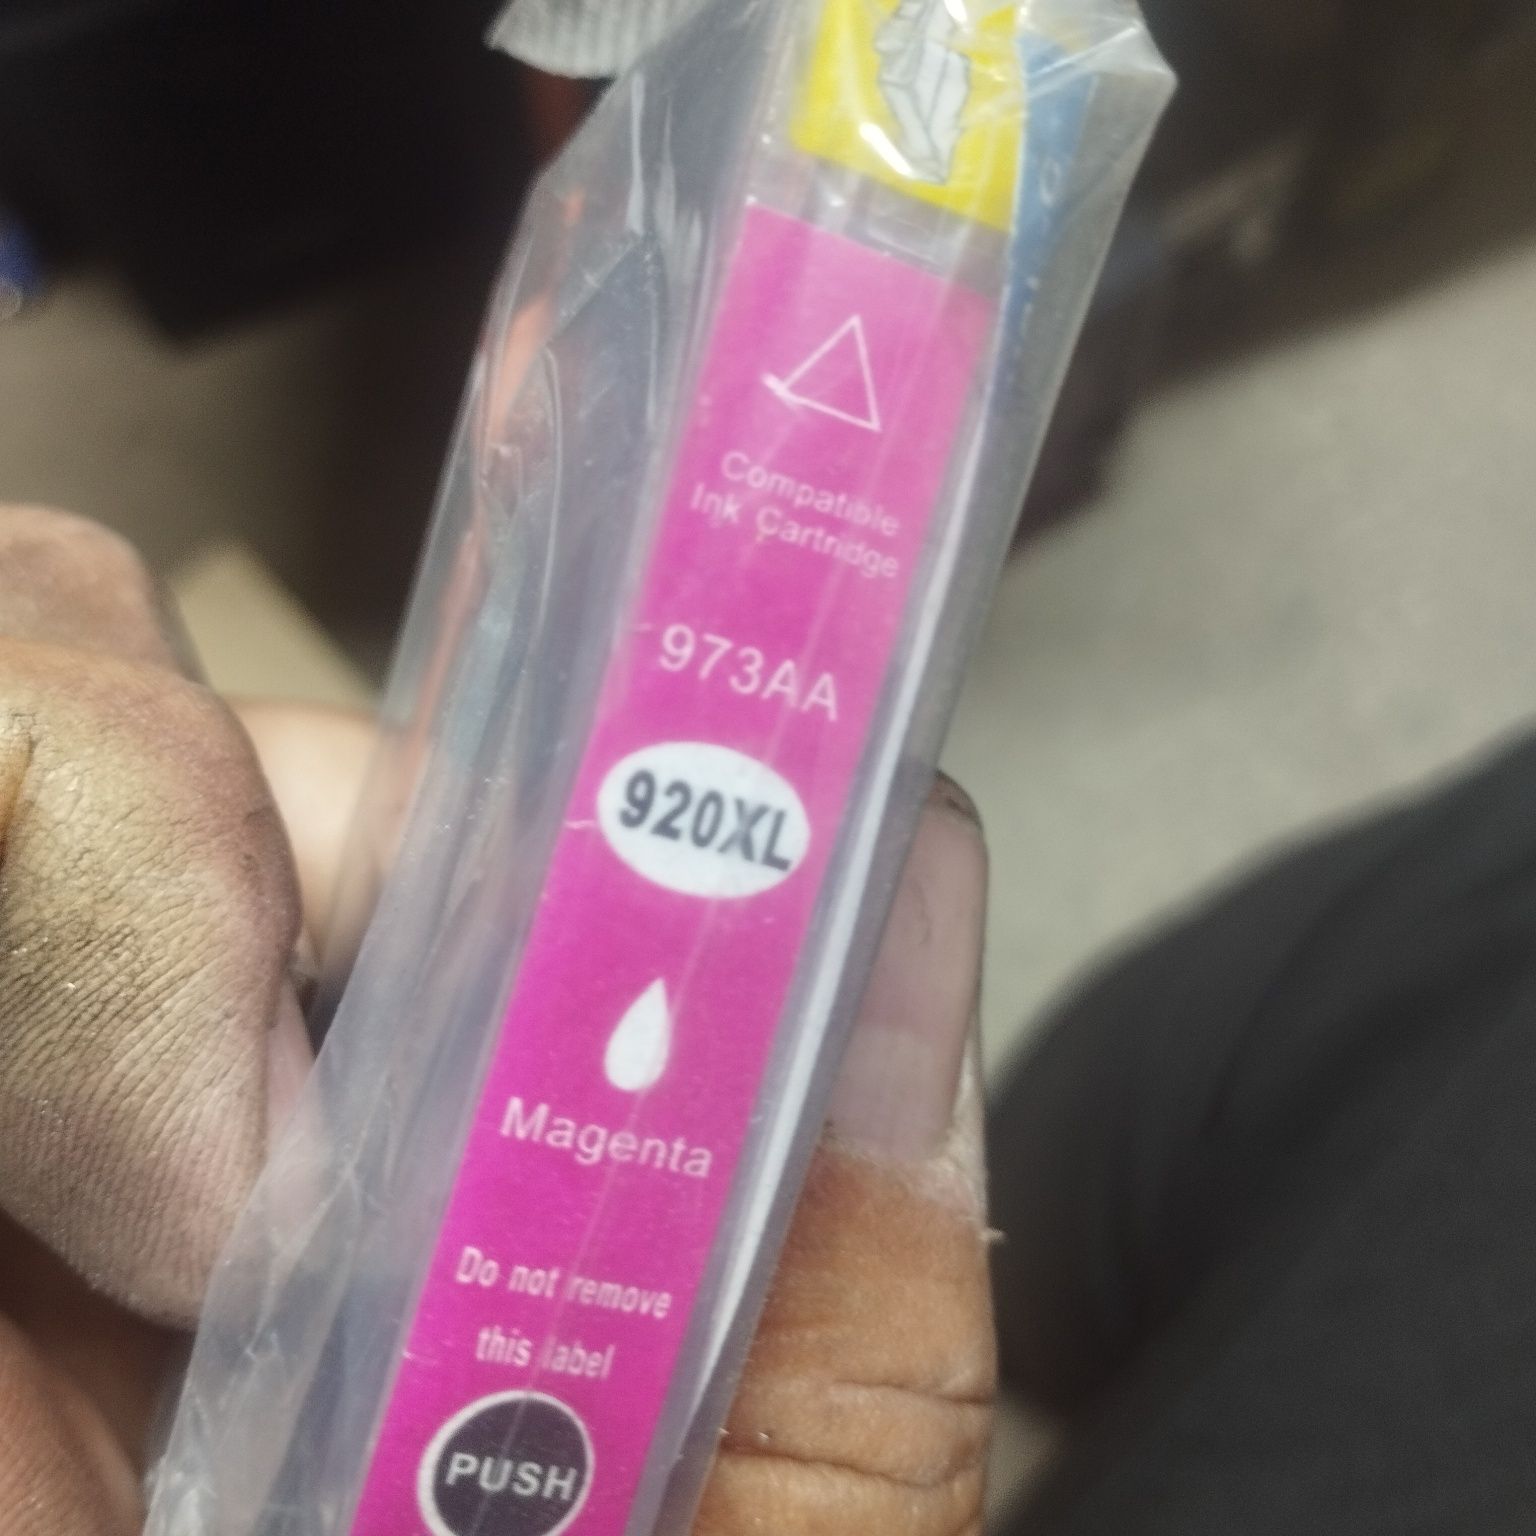 Compatible
Ink Cartridge
973AA
920XL
Magenta
Do not remove
this label
PUSH